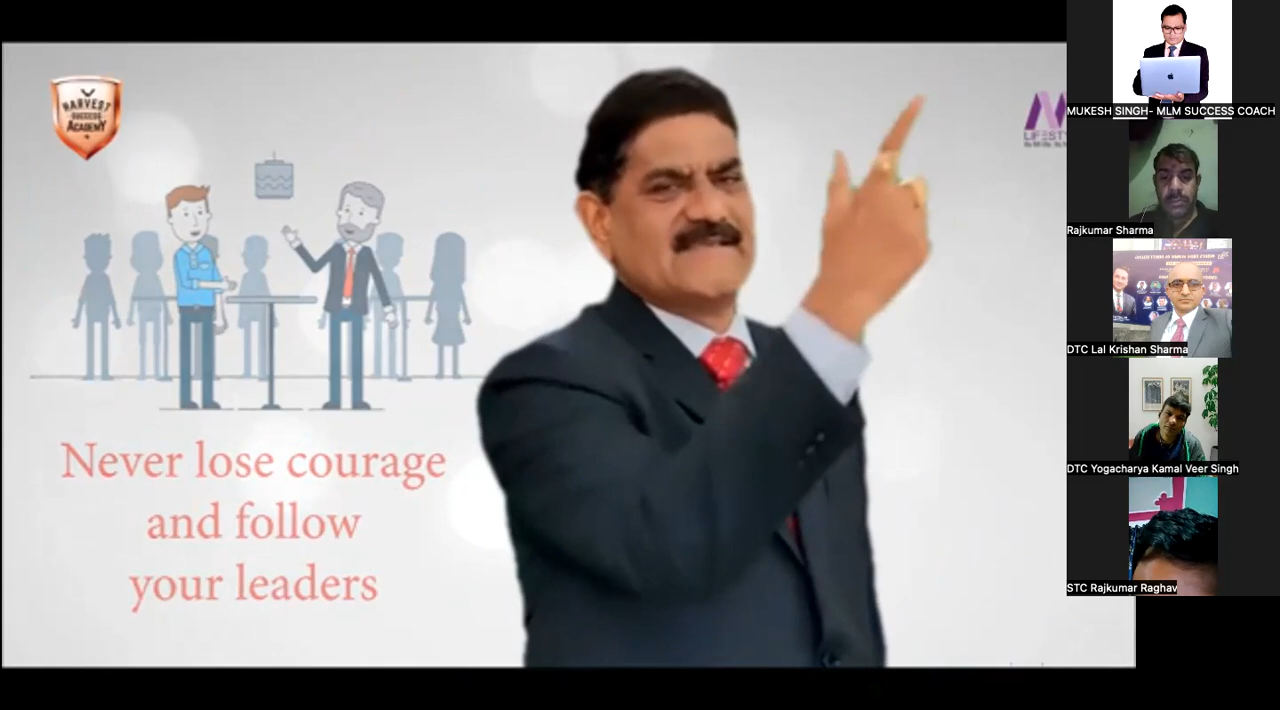 HARVEST
SUCCESS
ACADEMY
Never lose courage
and follow
your leaders
MUKESH SINGH- MLM SUCCESS COACH
Rajkumar Sharma
DTC Lal Krishan Sharma
DTC Yogacharya Kamal Veer Singh
STC Rajkumar Raghav